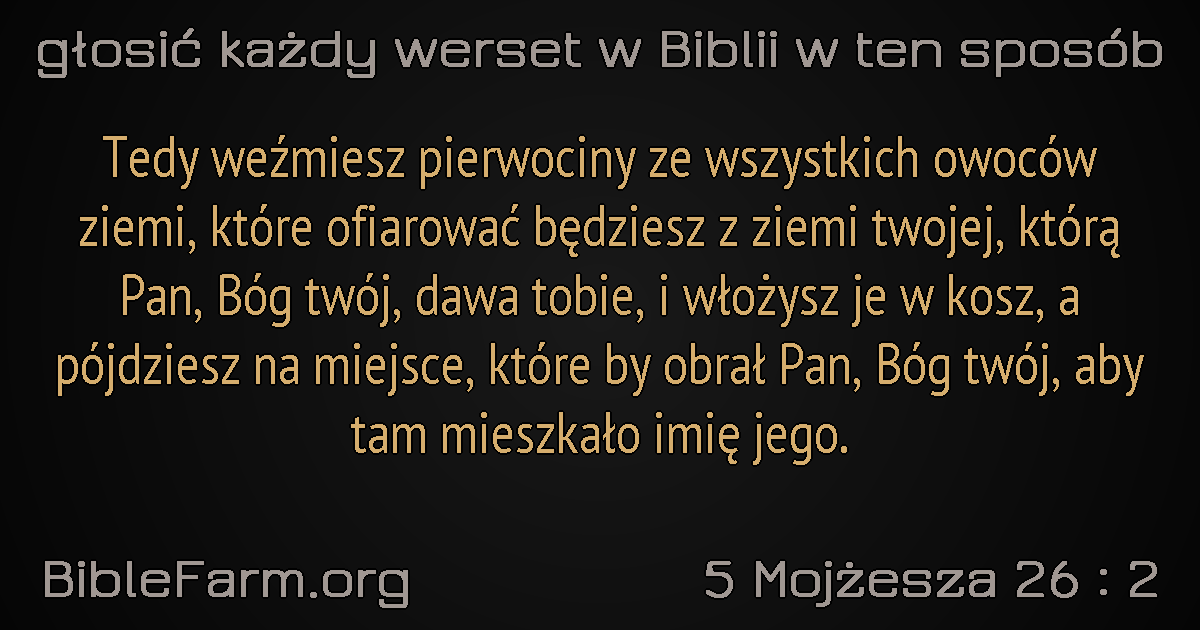 głosić każdy werset w Biblii w ten sposób
Tedy weźmiesz pierwociny ze wszystkich owoców
ziemi, które ofiarować będziesz z ziemi twojej, którą
Pan, Bóg twój, dawa tobie, i włożysz je w kosz, a
pójdziesz na miejsce, które by obrał Pan, Bóg twój, aby
tam mieszkało imię jego.
BibleFarm.org
5 Mojżesza 26 : 2